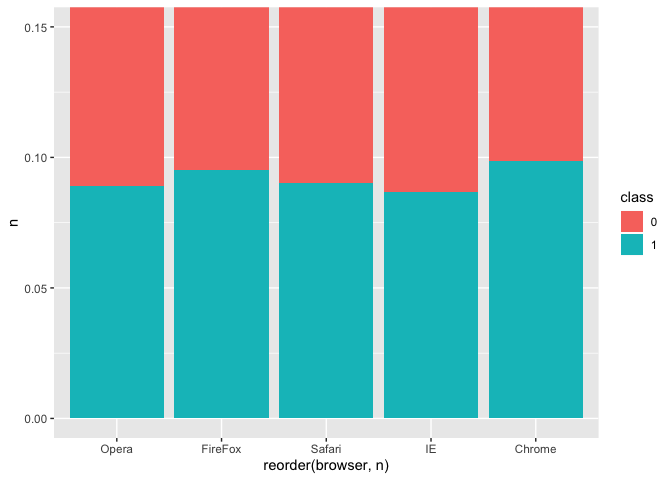 0.15
0.10
0.05
0.00
n
Opera FireFox Safari IE Chrome
reorder(browser, n)
class
0
1